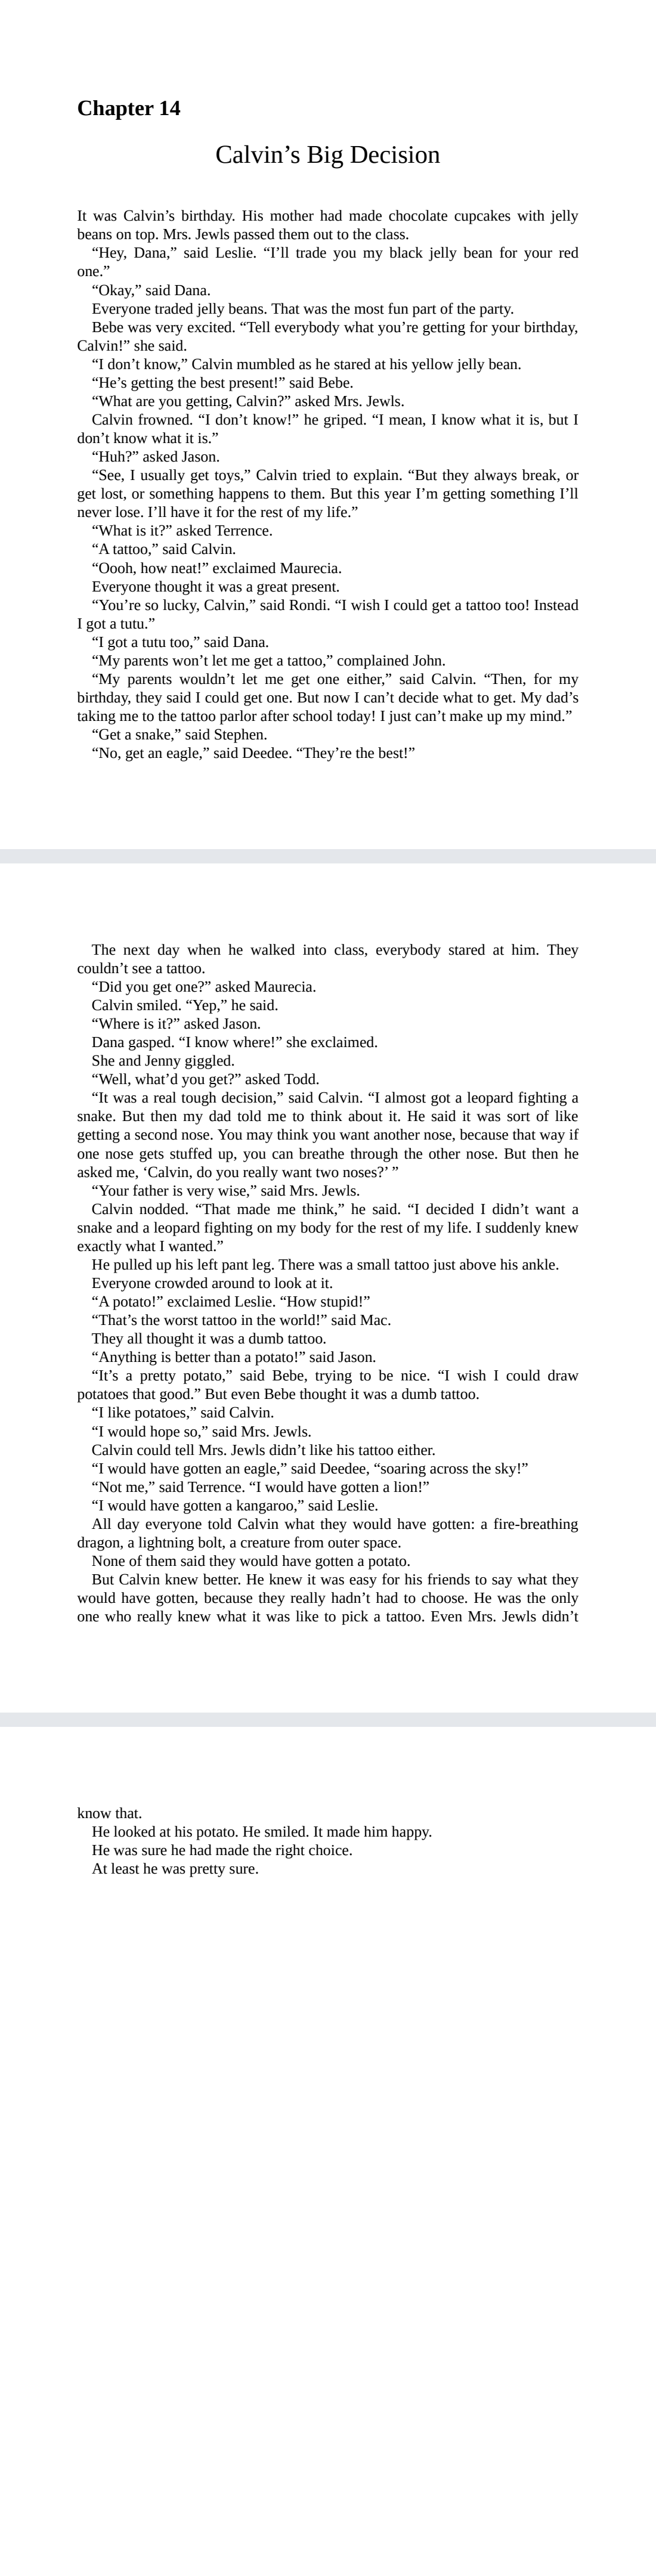 Chapter 14
Calvin’s Big Decision
It was Calvin’s birthday. His mother had made chocolate cupcakes with jelly
beans on top. Mrs. Jewls passed them out to the class.
“Hey, Dana,” said Leslie. “I’ll trade you my black jelly bean for your red
one.”
“Okay,” said Dana.
Everyone traded jelly beans. That was the most fun part of the party.
Bebe was very excited. “Tell everybody what you’re getting for your birthday,
Calvin!” she said.
“I don’t know,” Calvin mumbled as he stared at his yellow jelly bean.
“He’s getting the best present!” said Bebe.
“What are you getting, Calvin?” asked Mrs. Jewls.
Calvin frowned. “I don’t know!” he griped. “I mean, I know what it is, but I
don’t know what it is.”
“Huh?” asked Jason.
“See, I usually get toys,” Calvin tried to explain. “But they always break, or
get lost, or something happens to them. But this year I’m getting something I’ll
never lose. I’ll have it for the rest of my life.”
“What is it?” asked Terrence.
“A tattoo,” said Calvin.
“Oooh, how neat!” exclaimed Maurecia.
Everyone thought it was a great present.
“You’re so lucky, Calvin,” said Rondi. “I wish I could get a tattoo too! Instead
I got a tutu.”
“I got a tutu too,” said Dana.
“My parents won’t let me get a tattoo,” complained John.
“My parents wouldn’t let me get one either,” said Calvin. “Then, for my
birthday, they said I could get one. But now I can’t decide what to get. My dad’s
taking me to the tattoo parlor after school today! I just can’t make up my mind.”
“Get a snake,” said Stephen.
“No, get an eagle,” said Deedee. “They’re the best!”
The next day when he walked into class, everybody stared at him. They
couldn’t see a tattoo.
“Did you get one?” asked Maurecia.
Calvin smiled. “Yep,” he said.
“Where is it?” asked Jason.
Dana gasped. “I know where!” she exclaimed.
She and Jenny giggled.
“Well, what’d you get?” asked Todd.
“It was a real tough decision,” said Calvin. “I almost got a leopard fighting a
snake. But then my dad told me to think about it. He said it was sort of like
getting a second nose. You may think you want another nose, because that way if
one nose gets stuffed up, you can breathe through the other nose. But then he
asked me, ‘Calvin, do you really want two noses?’ ”
“Your father is very wise,” said Mrs. Jewls.
Calvin nodded. “That made me think,” he said. “I decided I didn’t want a
snake and a leopard fighting on my body for the rest of my life. I suddenly knew
exactly what I wanted.”
He pulled up his left pant leg. There was a small tattoo just above his ankle.
Everyone crowded around to look at it.
“A potato!” exclaimed Leslie. “How stupid!”
“That’s the worst tattoo in the world!” said Mac.
They all thought it was a dumb tattoo.
“Anything is better than a potato!” said Jason.
“It’s a pretty potato,” said Bebe, trying to be nice. “I wish I could draw
potatoes that good.” But even Bebe thought it was a dumb tattoo.
“I like potatoes,” said Calvin.
“I would hope so,” said Mrs. Jewls.
Calvin could tell Mrs. Jewls didn’t like his tattoo either.
“I would have gotten an eagle,” said Deedee, “soaring across the sky!”
“Not me,” said Terrence. “I would have gotten a lion!”
“I would have gotten a kangaroo,” said Leslie.
All day everyone told Calvin what they would have gotten: a fire-breathing
dragon, a lightning bolt, a creature from outer space.
None of them said they would have gotten a potato.
But Calvin knew better. He knew it was easy for his friends to say what they
would have gotten, because they really hadn’t had to choose. He was the only
one who really knew what it was like to pick a tattoo. Even Mrs. Jewls didn’t
know that.
He looked at his potato. He smiled. It made him happy.
He was sure he had made the right choice.
At least he was pretty sure.